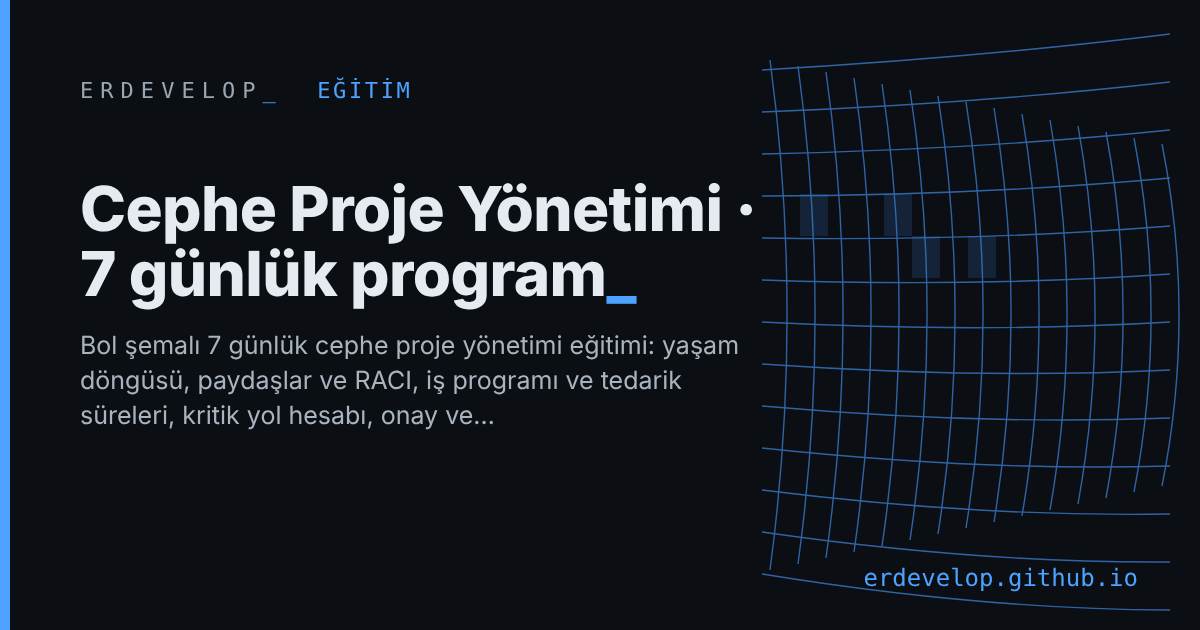 ERDEVELOP_ EĞİTİM
Cephe Proje Yönetimi ·
7 günlük program_
Bol şemalı 7 günlük cephe proje yönetimi eğitimi: yaşam
döngüsü, paydaşlar ve RACI, iş programı ve tedarik
süreleri, kritik yol hesabı, onay ve...
erdevelop.github.io